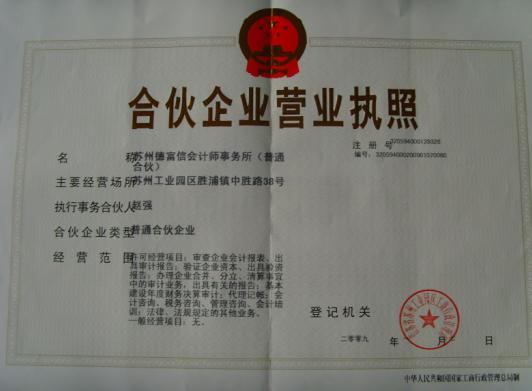 合伙企业营业执照
注册号
320594000128026
编号：320594000200901070060
名称 苏州德富信会计师事务所（普通
合伙）
主要经营场所 苏州工业园区胜浦镇中胜路38号
执行事务合伙人 赵强
合伙企业类型 普通合伙企业
经营范围 许可经营项目：审查企业会计报表、出
具审计报告；验证企业资本、出具验资
报告；办理企业合并、分立、清算事宜
中的审计业务，出具有关的报告；基本
建设年度财务决算审计；代理记帐；会
计咨询、税务咨询、管理咨询、会计培
训；法律、法规规定的其他业务。
一般经营项目：无。
登记机关
二零零九 年 月 日
中华人民共和国国家工商行政管理总局制